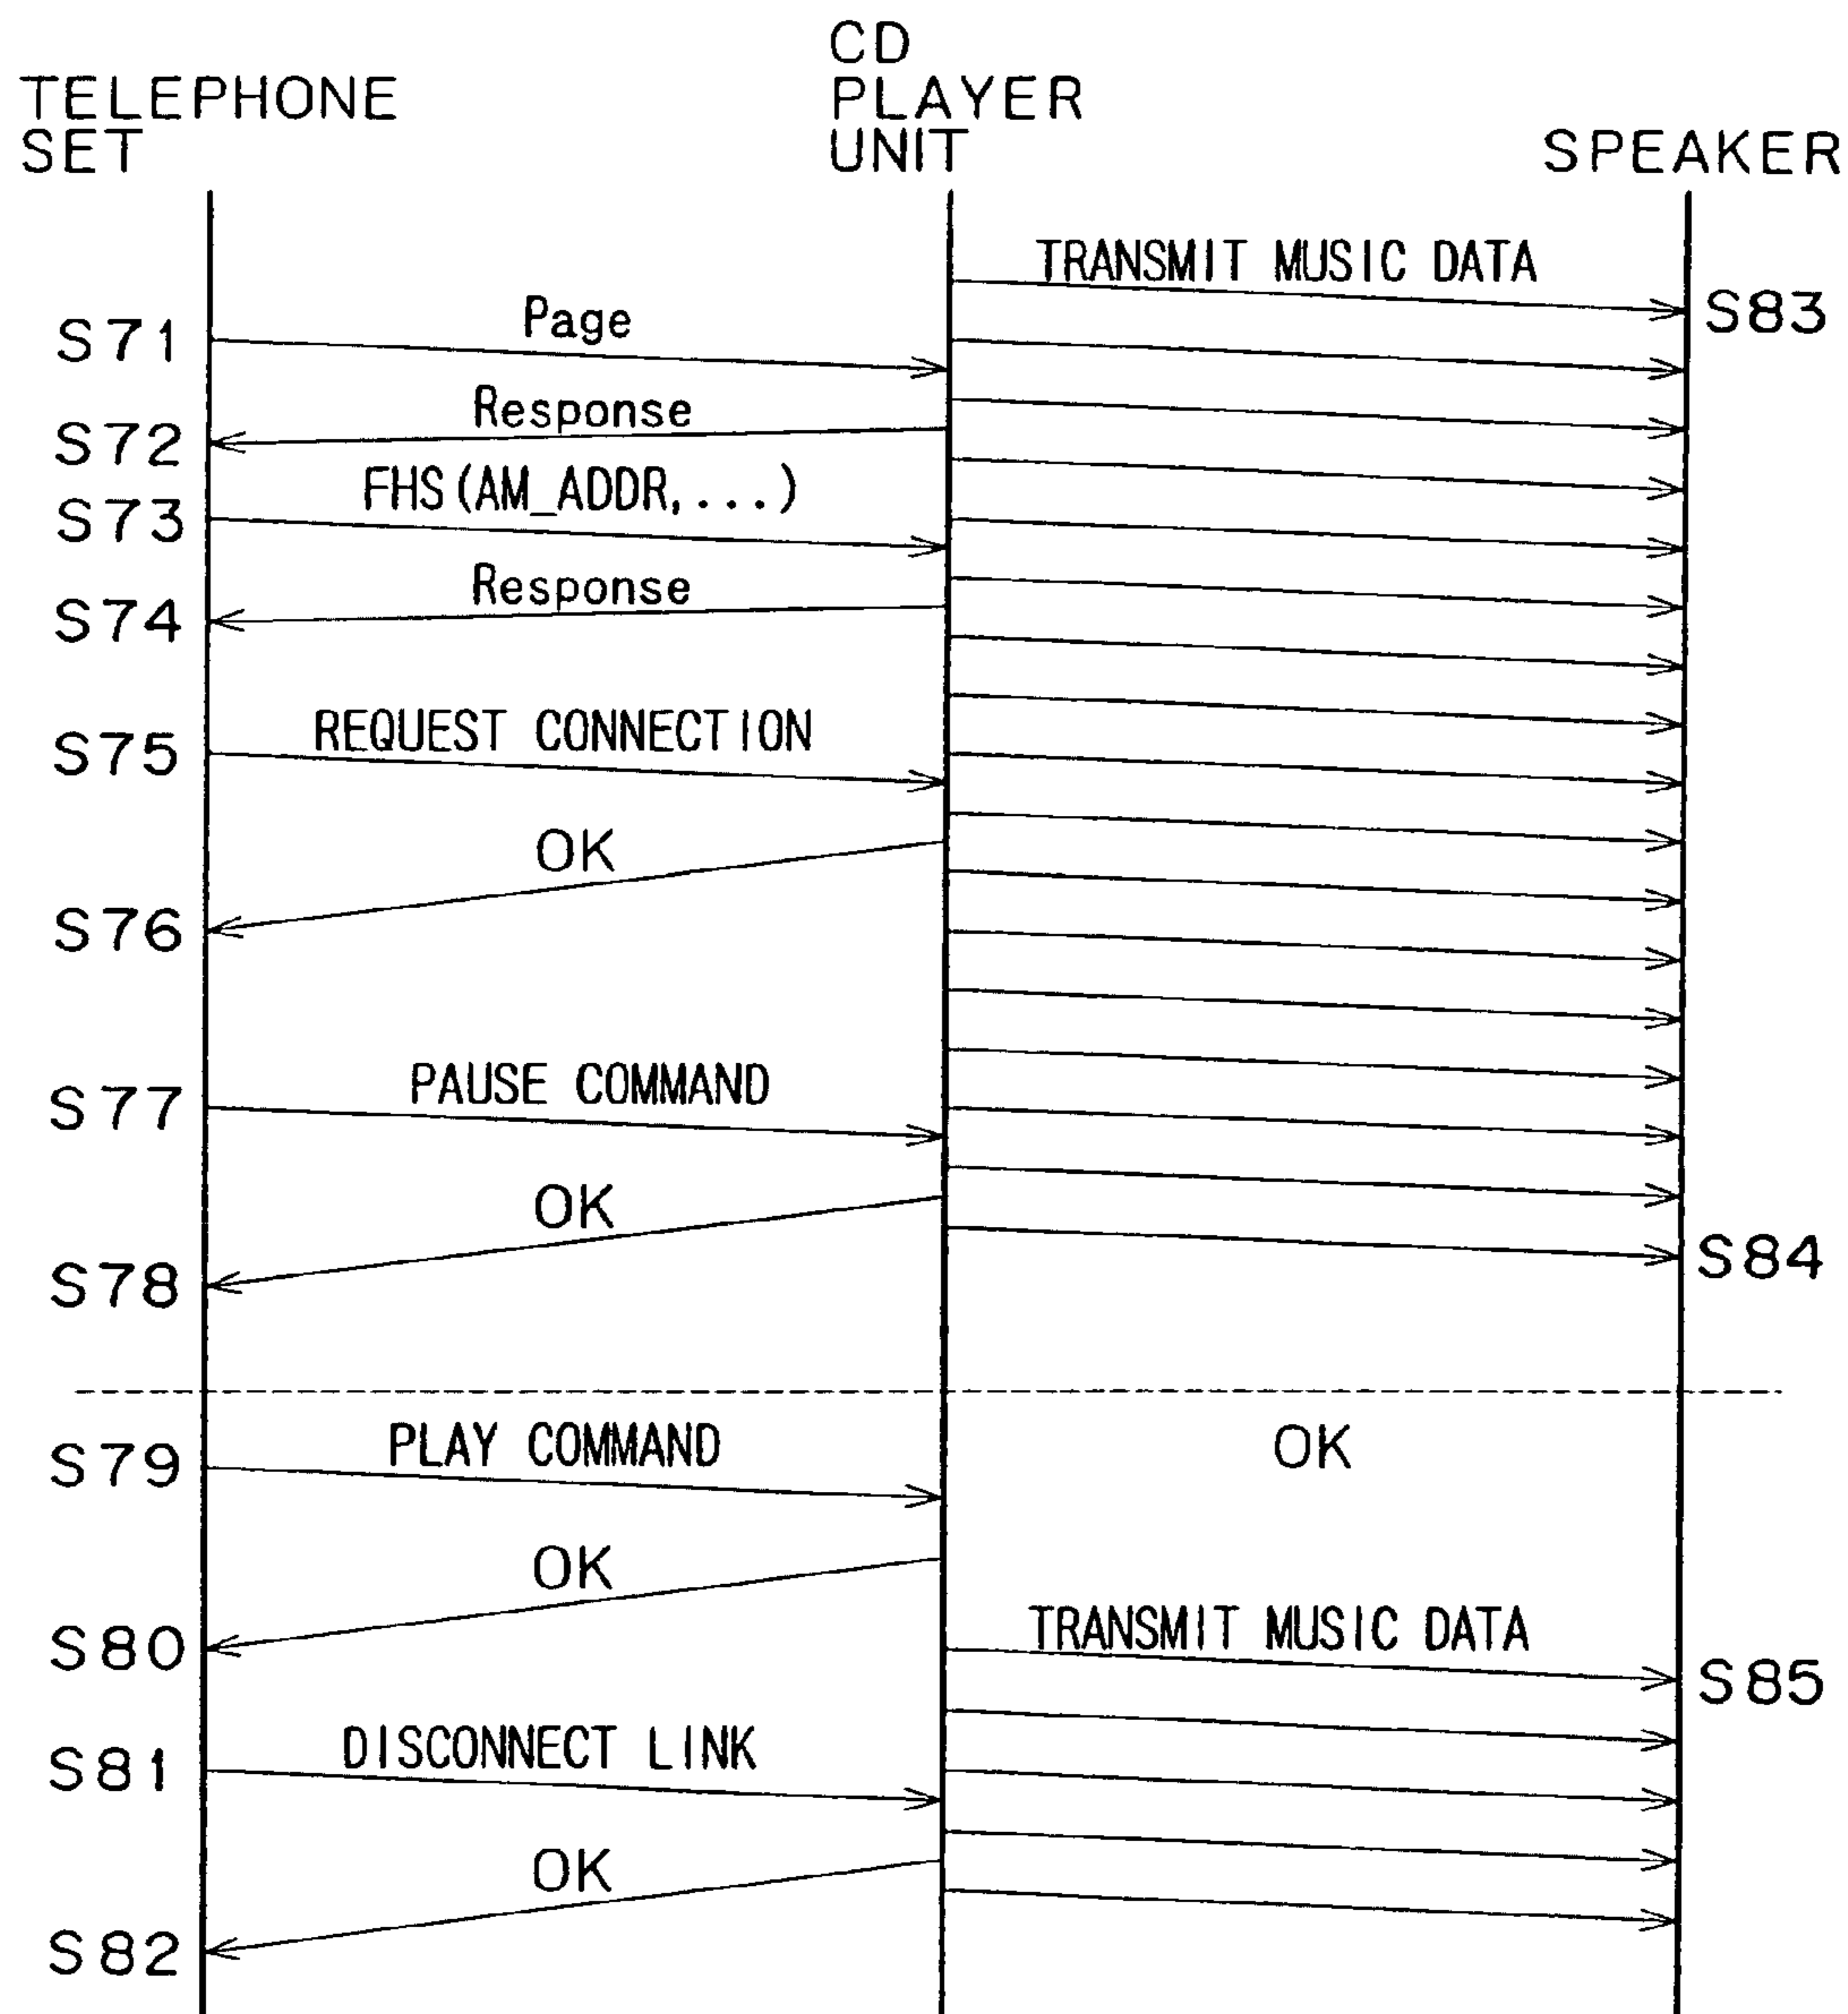 TELEPHONE
SET
CD
PLAYER
UNIT
SPEAKER
TRANSMIT MUSIC DATA
S83
S71
Page
S72
Response
S73
FHS(AM_ADDR,....)
S74
Response
S75
REQUEST CONNECTION
OK
S76
S77
PAUSE COMMAND
OK
S84
S78
S79
PLAY COMMAND
OK
OK
S80
TRANSMIT MUSIC DATA
S85
S81
DISCONNECT LINK
OK
S82